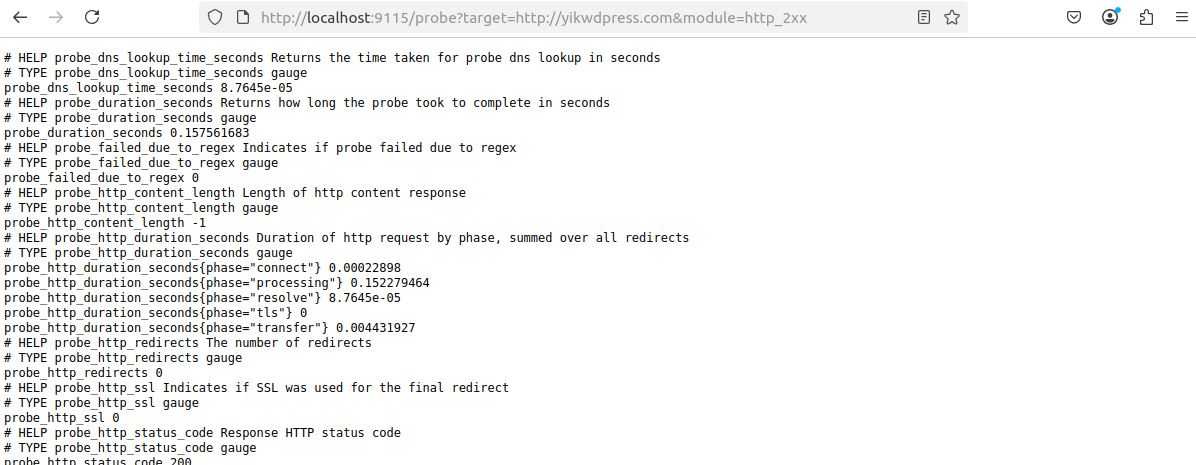 http://localhost:9115/probe?target=http://yikwdpress.com&module=http_2xx
# HELP probe_dns_lookup_time_seconds Returns the time taken for probe dns lookup in seconds
# TYPE probe_dns_lookup_time_seconds gauge
probe_dns_lookup_time_seconds 8.7645e-05
# HELP probe_duration_seconds Returns how long the probe took to complete in seconds
# TYPE probe_duration_seconds gauge
probe_duration_seconds 0.157561683
# HELP probe_failed_due_to_regex Indicates if probe failed due to regex
# TYPE probe_failed_due_to_regex gauge
probe_failed_due_to_regex 0
# HELP probe_http_content_length Length of http content response
# TYPE probe_http_content_length gauge
probe_http_content_length -1
# HELP probe_http_duration_seconds Duration of http request by phase, summed over all redirects
# TYPE probe_http_duration_seconds gauge
probe_http_duration_seconds{phase="connect"} 0.00022898
probe_http_duration_seconds{phase="processing"} 0.152279464
probe_http_duration_seconds{phase="resolve"} 8.7645e-05
probe_http_duration_seconds{phase="tls"} 0
probe_http_duration_seconds{phase="transfer"} 0.004431927
# HELP probe_http_redirects The number of redirects
# TYPE probe_http_redirects gauge
probe_http_redirects 0
# HELP probe_http_ssl Indicates if SSL was used for the final redirect
# TYPE probe_http_ssl gauge
probe_http_ssl 0
# HELP probe_http_status_code Response HTTP status code
# TYPE probe_http_status_code gauge
probe_http_status_code 200